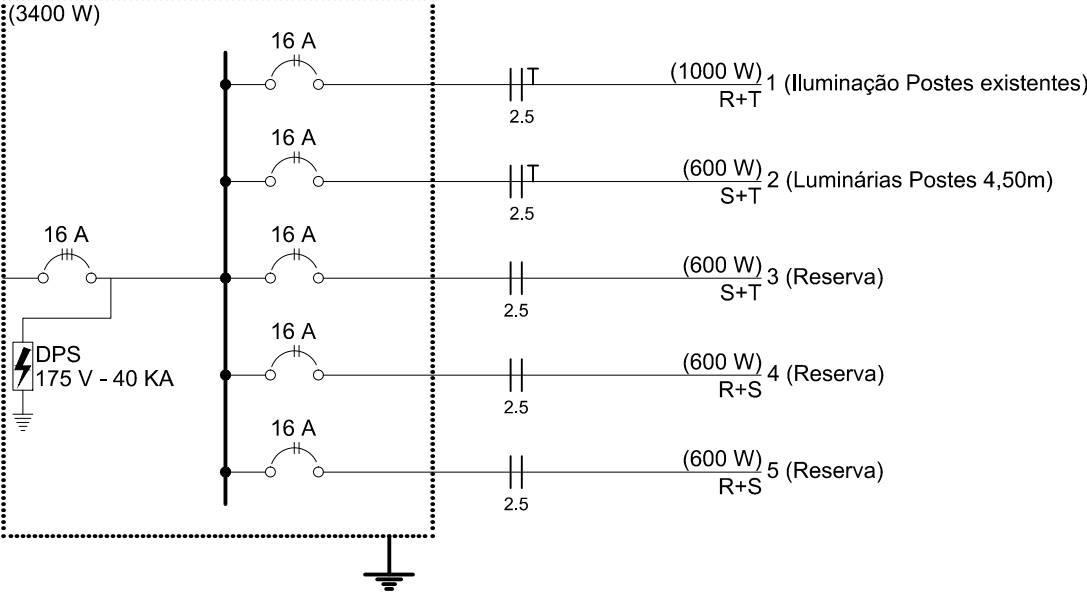 (3400 W)
16 A
T
2.5
(1000 W)
R+T
1 (Iluminação Postes existentes)
16 A
T
2.5
(600 W)
S+T
2 (Luminárias Postes 4,50m)
16 A
16 A
2.5
(600 W)
S+T
3 (Reserva)
DPS
175 V - 40 KA
16 A
2.5
(600 W)
R+S
4 (Reserva)
16 A
2.5
(600 W)
R+S
5 (Reserva)